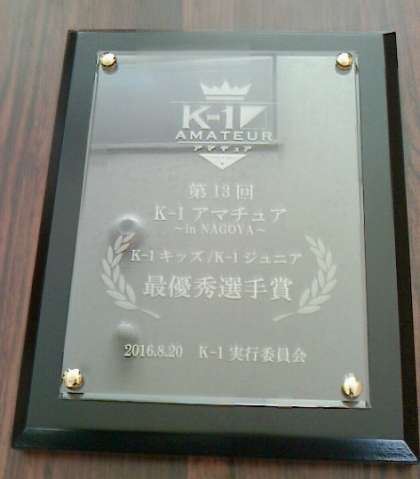 K-1
AMATEUR
アマチュア
第13回
K-1 アマチュア
～in NAGOYA～
K-1 キッズ/K-1 ジュニア
最優秀選手賞
2016.8.20 K-1 実行委員会